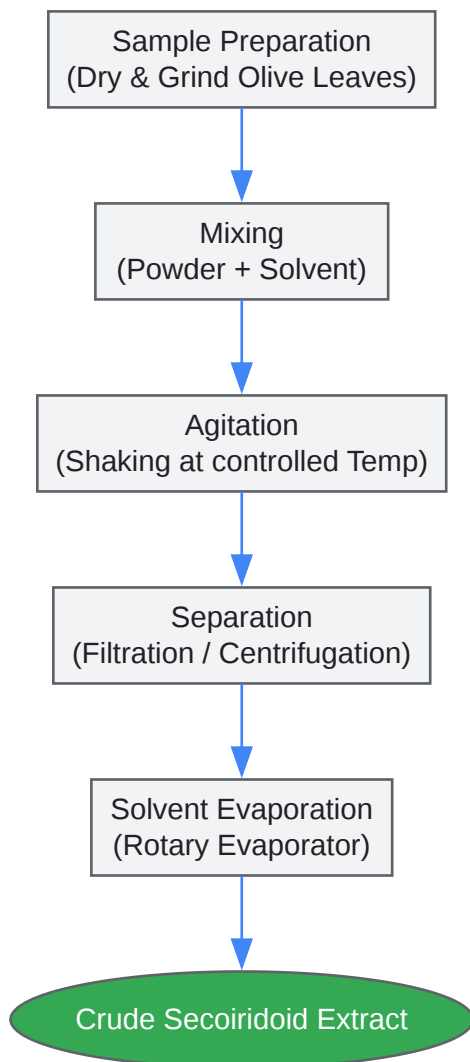 Sample Preparation
(Dry & Grind Olive Leaves)
Mixing
(Powder + Solvent)
Agitation
(Shaking at controlled Temp)
Separation
(Filtration / Centrifugation)
Solvent Evaporation
(Rotary Evaporator)
Crude Secoiridoid Extract